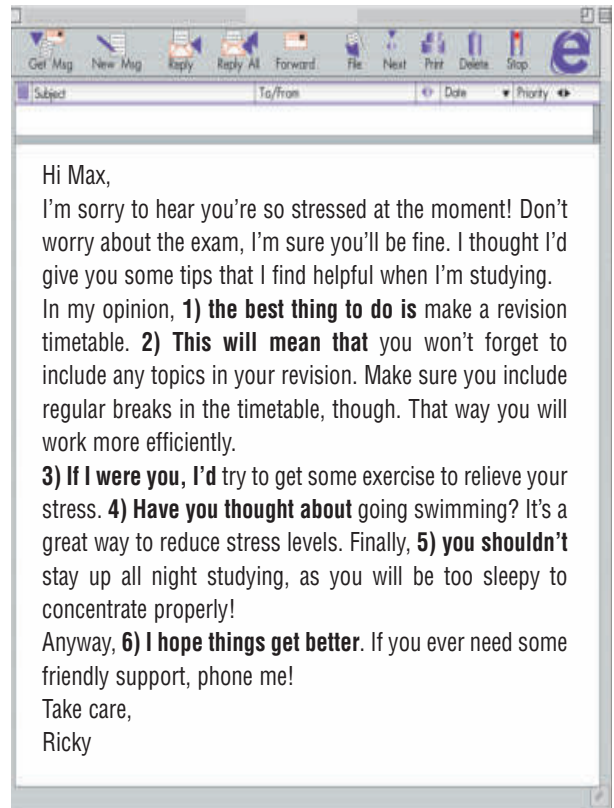 Get Msg New Msg Reply Reply All Forward File Next Print Delete Stop
Subject To/From Date Priority
Hi Max,
I'm sorry to hear you're so stressed at the moment! Don't
worry about the exam, I'm sure you'll be fine. I thought I'd
give you some tips that I find helpful when I'm studying.
In my opinion, 1) the best thing to do is make a revision
timetable. 2) This will mean that you won't forget to
include any topics in your revision. Make sure you include
regular breaks in the timetable, though. That way you will
work more efficiently.
3) If I were you, I'd try to get some exercise to relieve your
stress. 4) Have you thought about going swimming? It's a
great way to reduce stress levels. Finally, 5) you shouldn't
stay up all night studying, as you will be too sleepy to
concentrate properly!
Anyway, 6) I hope things get better. If you ever need some
friendly support, phone me!
Take care,
Ricky